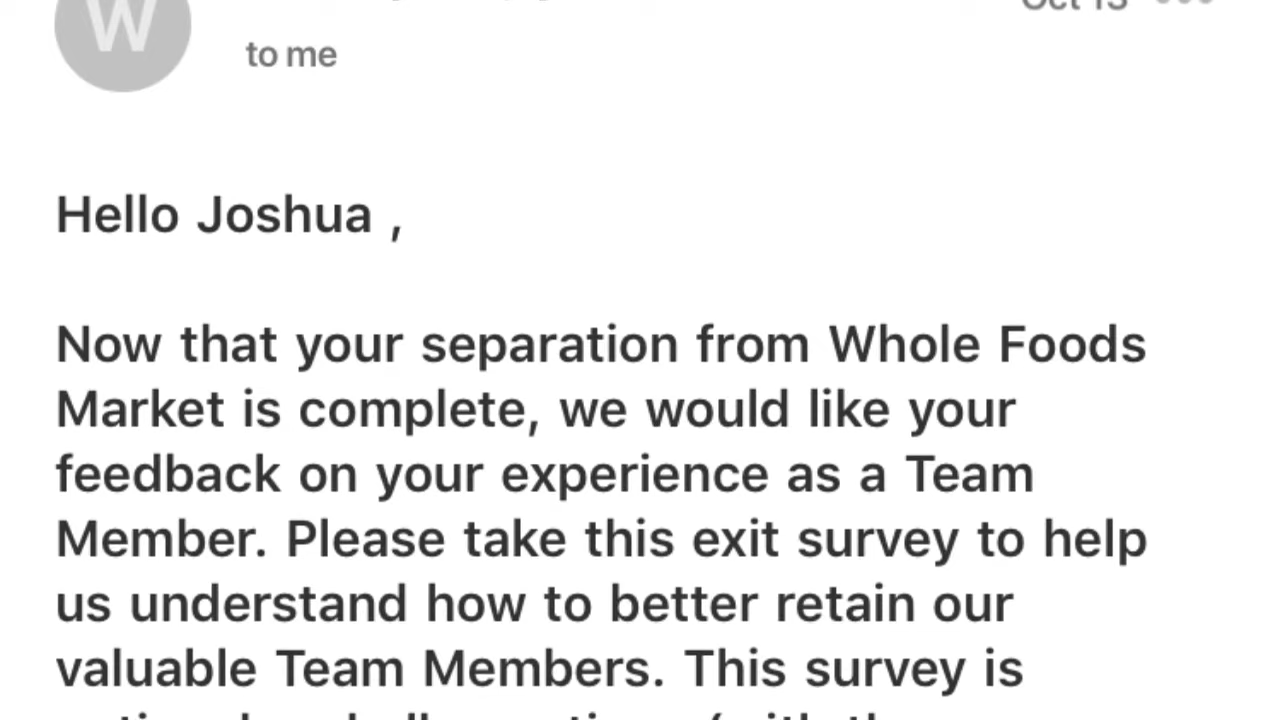 W
Oct 13
to me
Hello Joshua ,
Now that your separation from Whole Foods
Market is complete, we would like your
feedback on your experience as a Team
Member. Please take this exit survey to help
us understand how to better retain our
valuable Team Members. This survey is